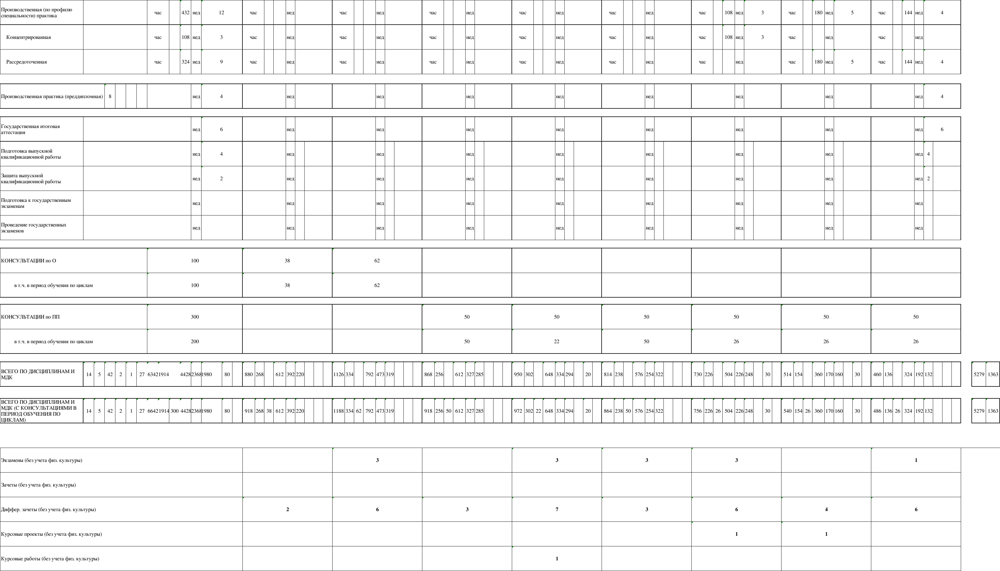 Производственная (по профилю
специальности) практика час 432 нед 12 час нед час нед час нед час нед час нед час 108 нед 3 час 180 нед 5 час 144 нед 4
Концентрированная час 108 нед 3 час нед час нед час нед час нед час нед час 108 нед 3 час нед час нед
Рассредоточенная час 324 нед 9 час нед час нед час нед час нед час нед час нед час 180 нед 5 час 144 нед 4
Производственная практика (преддипломная) 8 нед 4 нед нед нед нед нед нед нед нед 4
Государственная итоговая
аттестация нед 6 нед нед нед нед нед нед нед нед 6
Подготовка выпускной
квалификационной работы нед 4 нед нед нед нед нед нед нед нед 4
Защита выпускной
квалификационной работы нед 2 нед нед нед нед нед нед нед нед 2
Подготовка к государственным
экзаменам нед нед нед нед нед нед нед нед нед
Проведение государственных
экзаменов нед нед нед нед нед нед нед нед нед
КОНСУЛЬТАЦИИ по О 100 38 62
в т.ч. в период обучения по циклам 100 38 62
КОНСУЛЬТАЦИИ по ПП 300 50 50 50 50 50 50
в т.ч. в период обучения по циклам 200 50 22 50 26 26 26
ВСЕГО ПО ДИСЦИПЛИНАМ И
МДК 14 5 42 2 1 27 6342 1914 4428 2368 1980 80 880 268 612 392 220 1126 334 792 473 319 868 256 612 327 285 950 302 648 334 294 20 814 238 576 254 322 730 226 504 226 248 30 514 154 360 170 160 30 460 136 324 192 132 5279 1363
ВСЕГО ПО ДИСЦИПЛИНАМ И
МДК (С КОНСУЛЬТАЦИЯМИ В
ПЕРИОД ОБУЧЕНИЯ ПО
ЦИКЛАМ) 14 5 42 2 1 27 6642 1914 300 4428 2368 1980 80 918 268 38 612 392 220 1188 334 62 792 473 319 918 256 50 612 327 285 972 302 22 648 334 294 20 864 238 50 576 254 322 756 226 26 504 226 248 30 540 154 26 360 170 160 30 486 136 26 324 192 132 5279 1363
Экзамены (без учета физ. культуры) 3 3 3 3 1
Зачеты (без учета физ. культуры)
Диффер. зачеты (без учета физ. культуры) 2 6 3 7 3 6 4 6
Курсовые проекты (без учета физ. культуры) 1 1
Курсовые работы (без учета физ. культуры) 1